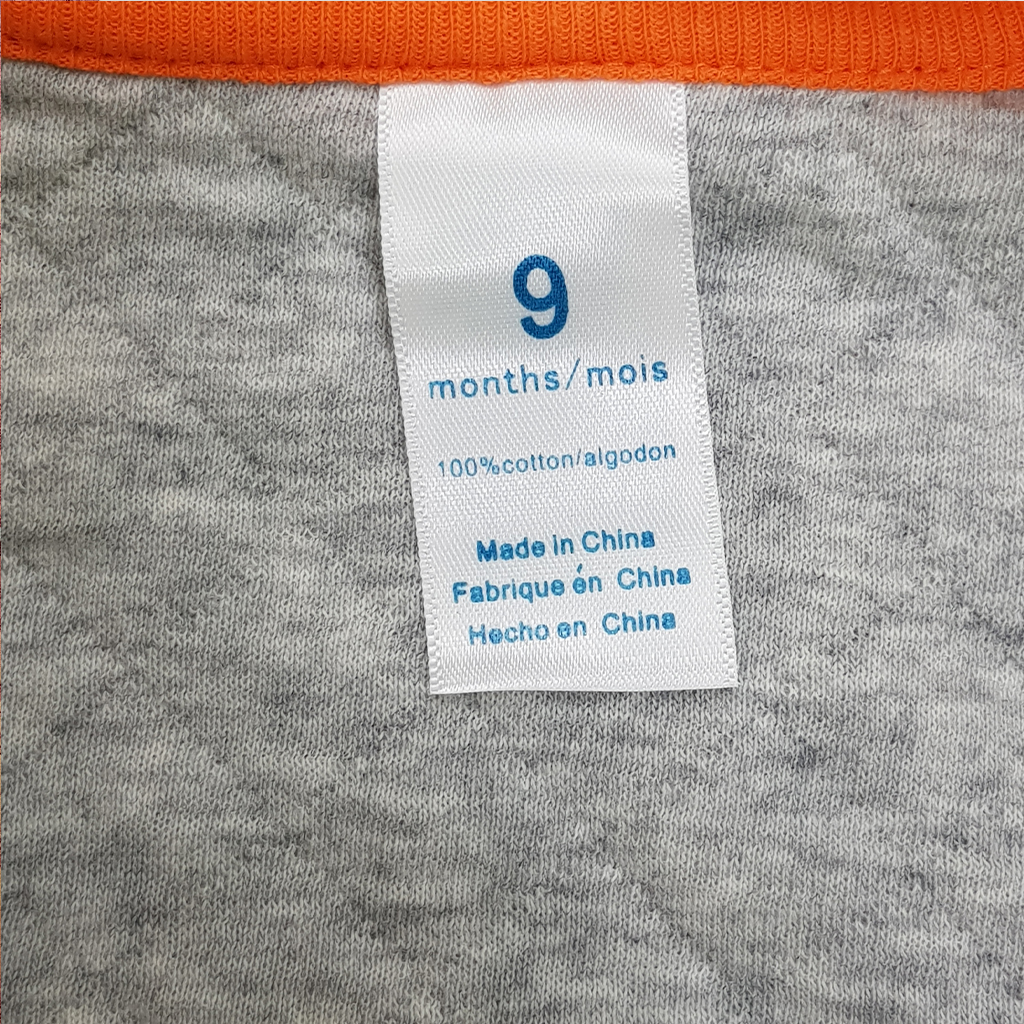 9
months/mois
100%cotton/algodon
Made in China
Fabrique én China
Hecho en China